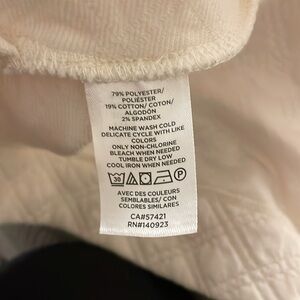 79% POLYESTER/
POLIÉSTER
19% COTTON/ COTON/
ALGODÓN
2% SPANDEX
MACHINE WASH COLD
DELICATE CYCLE WITH LIKE
COLORS
ONLY NON-CHLORINE
BLEACH WHEN NEEDED
TUMBLE DRY LOW
COOL IRON WHEN NEEDED
30 P
AVEC DES COULEURS
SEMBLABLES/ CON
COLORES SIMILARES
CA#57421
RN#140923